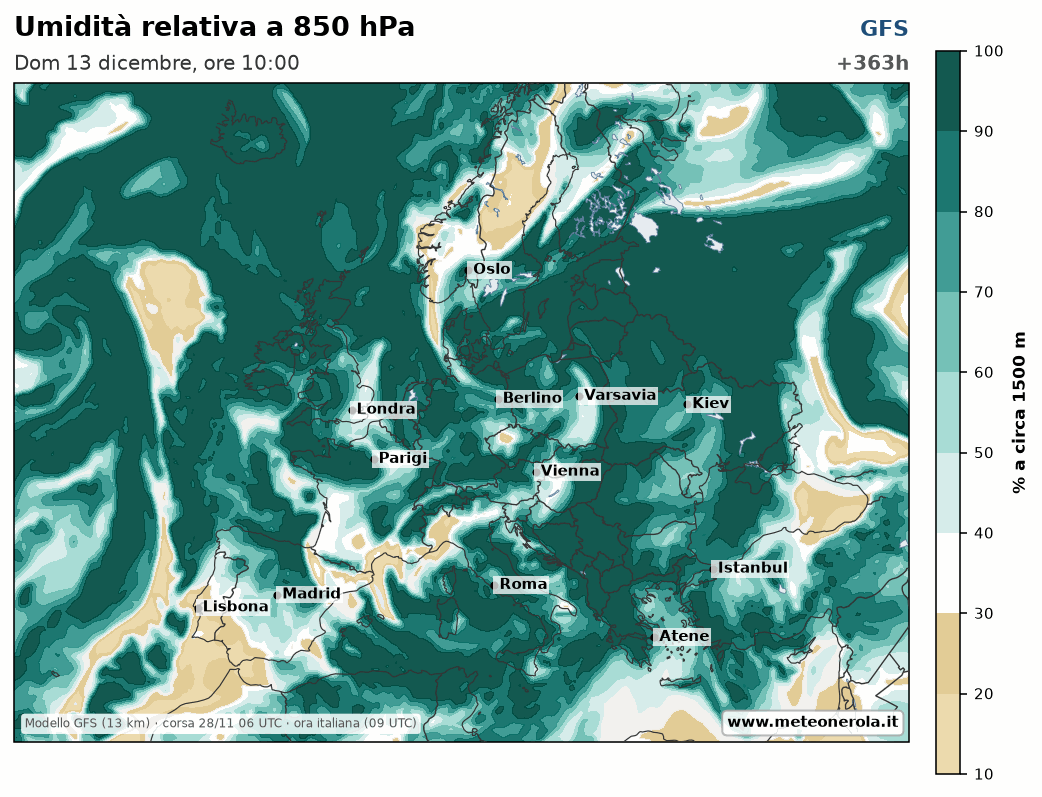 Umidità relativa a 850 hPa
GFS
Dom 13 dicembre, ore 10:00
+363h
100
90
80
70
60
50
40
30
20
10
% a circa 1500 m
Oslo
Berlino
Varsavia
Kiev
Londra
Parigi
Vienna
Istanbul
Roma
Madrid
Lisbona
Atene
Modello GFS (13 km) · corsa 28/11 06 UTC · ora italiana (09 UTC)
www.meteonerola.it